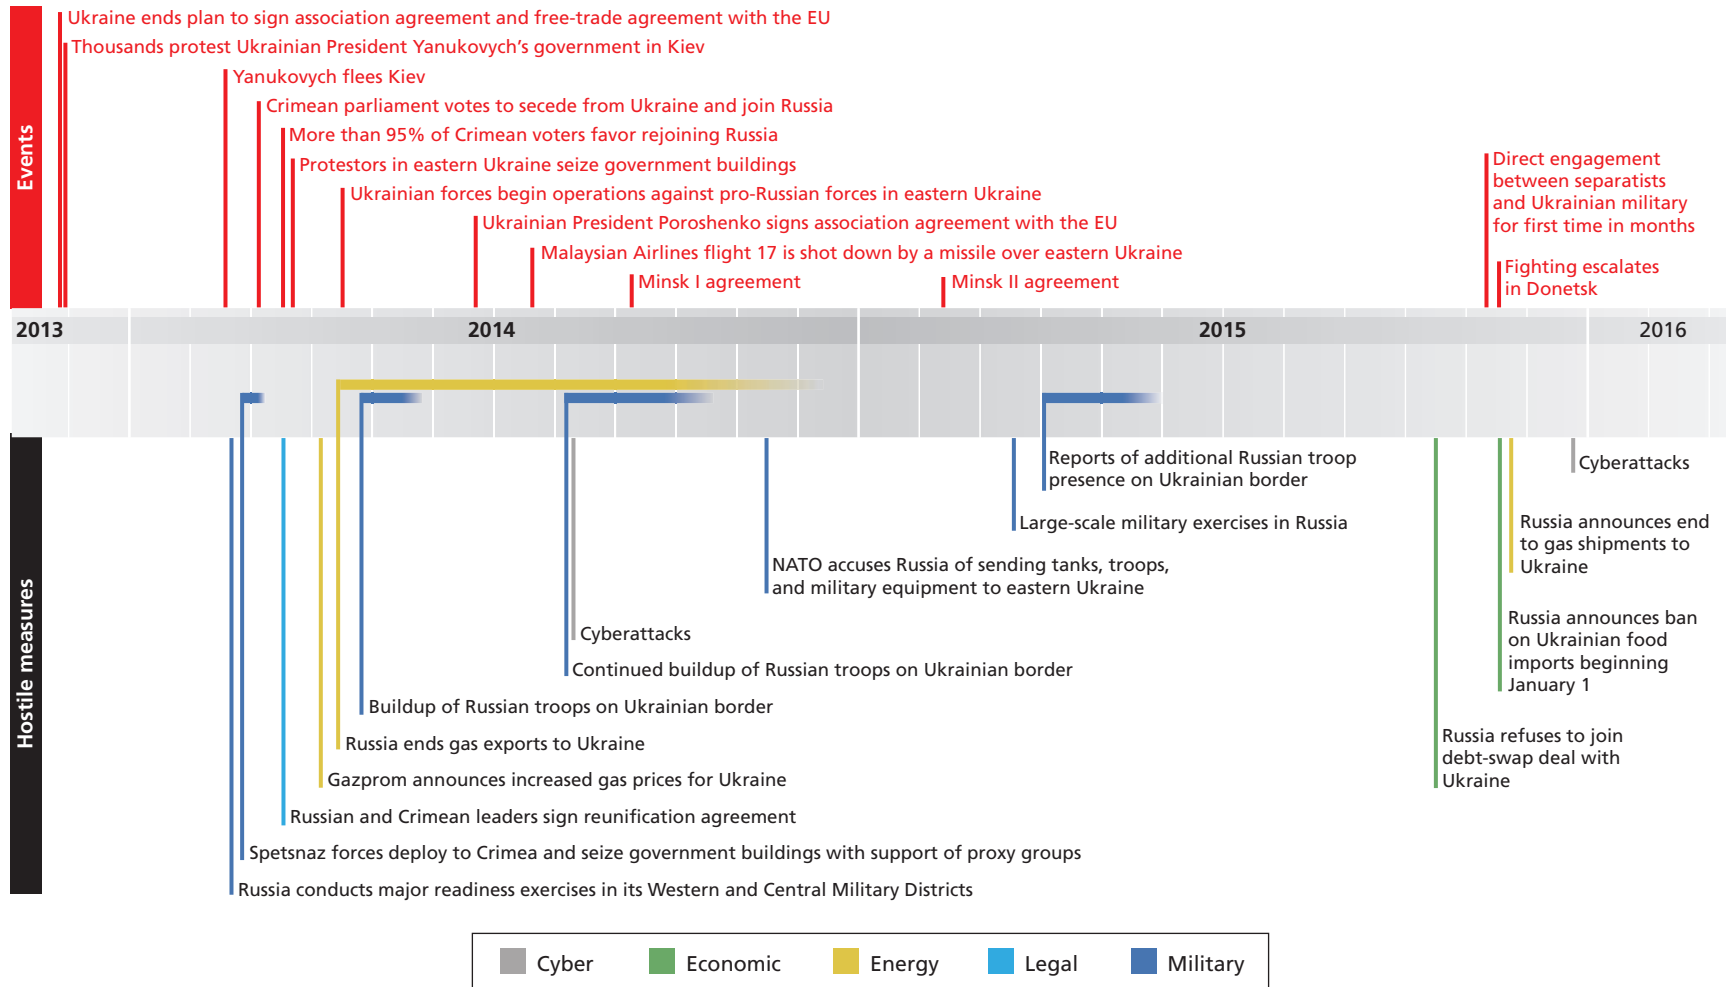 Ukraine ends plan to sign association agreement and free-trade agreement with the EU
Thousands protest Ukrainian President Yanukovych’s government in Kiev
Yanukovych flees Kiev
Crimean parliament votes to secede from Ukraine and join Russia
More than 95% of Crimean voters favor rejoining Russia
Protestors in eastern Ukraine seize government buildings
Ukrainian forces begin operations against pro-Russian forces in eastern Ukraine
Ukrainian President Poroshenko signs association agreement with the EU
Malaysian Airlines flight 17 is shot down by a missile over eastern Ukraine
Minsk I agreement
Minsk II agreement
Direct engagement
between separatists
and Ukrainian military
for first time in months
Fighting escalates
in Donetsk
Events
2013
2014
2015
2016
Hostile measures
Reports of additional Russian troop
presence on Ukrainian border
Cyberattacks
Large-scale military exercises in Russia
Russia announces end
to gas shipments to
Ukraine
NATO accuses Russia of sending tanks, troops,
and military equipment to eastern Ukraine
Russia announces ban
on Ukrainian food
imports beginning
January 1
Cyberattacks
Continued buildup of Russian troops on Ukrainian border
Buildup of Russian troops on Ukrainian border
Russia refuses to join
debt-swap deal with
Ukraine
Russia ends gas exports to Ukraine
Gazprom announces increased gas prices for Ukraine
Russian and Crimean leaders sign reunification agreement
Spetsnaz forces deploy to Crimea and seize government buildings with support of proxy groups
Russia conducts major readiness exercises in its Western and Central Military Districts
Cyber
Economic
Energy
Legal
Military